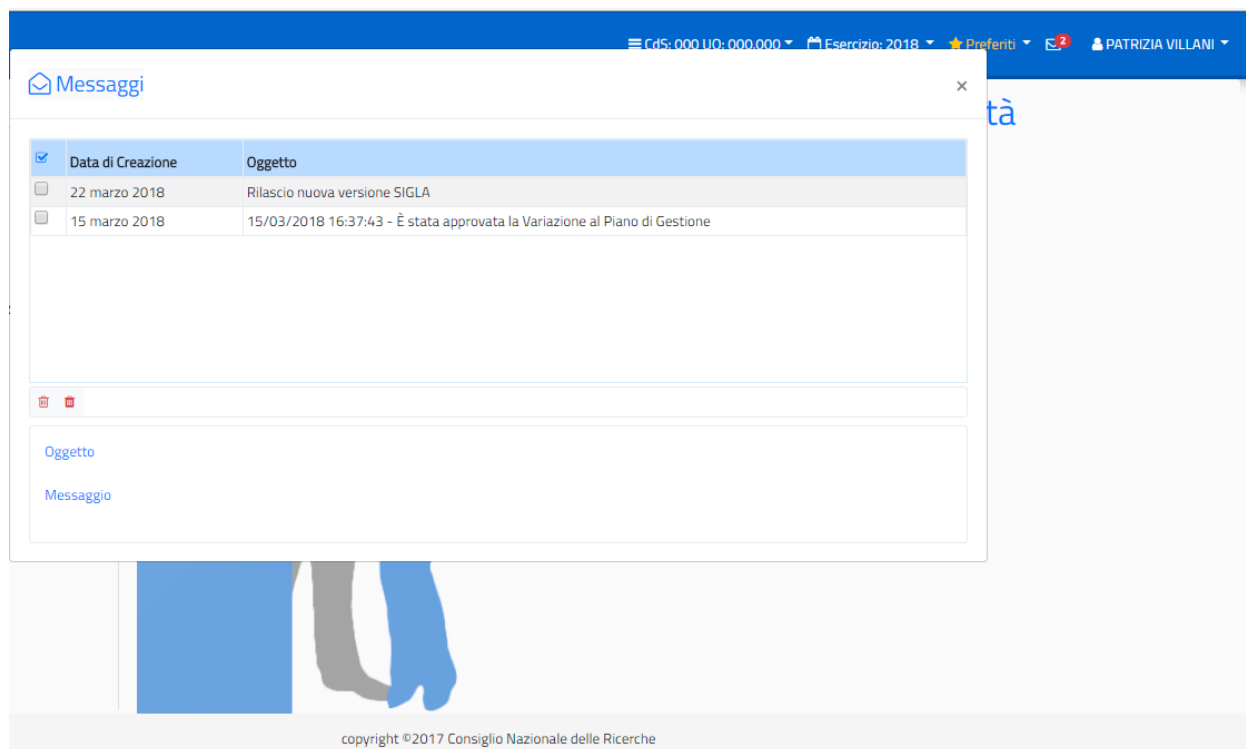 CdS: 000 UO: 000.000 Esercizio: 2018 Preferiti 2 PATRIZIA VILLANI
Messaggi ×
tà
Data di Creazione Oggetto
22 marzo 2018 Rilascio nuova versione SIGLA
15 marzo 2018 15/03/2018 16:37:43 - È stata approvata la Variazione al Piano di Gestione
Oggetto
Messaggio
copyright ©2017 Consiglio Nazionale delle Ricerche